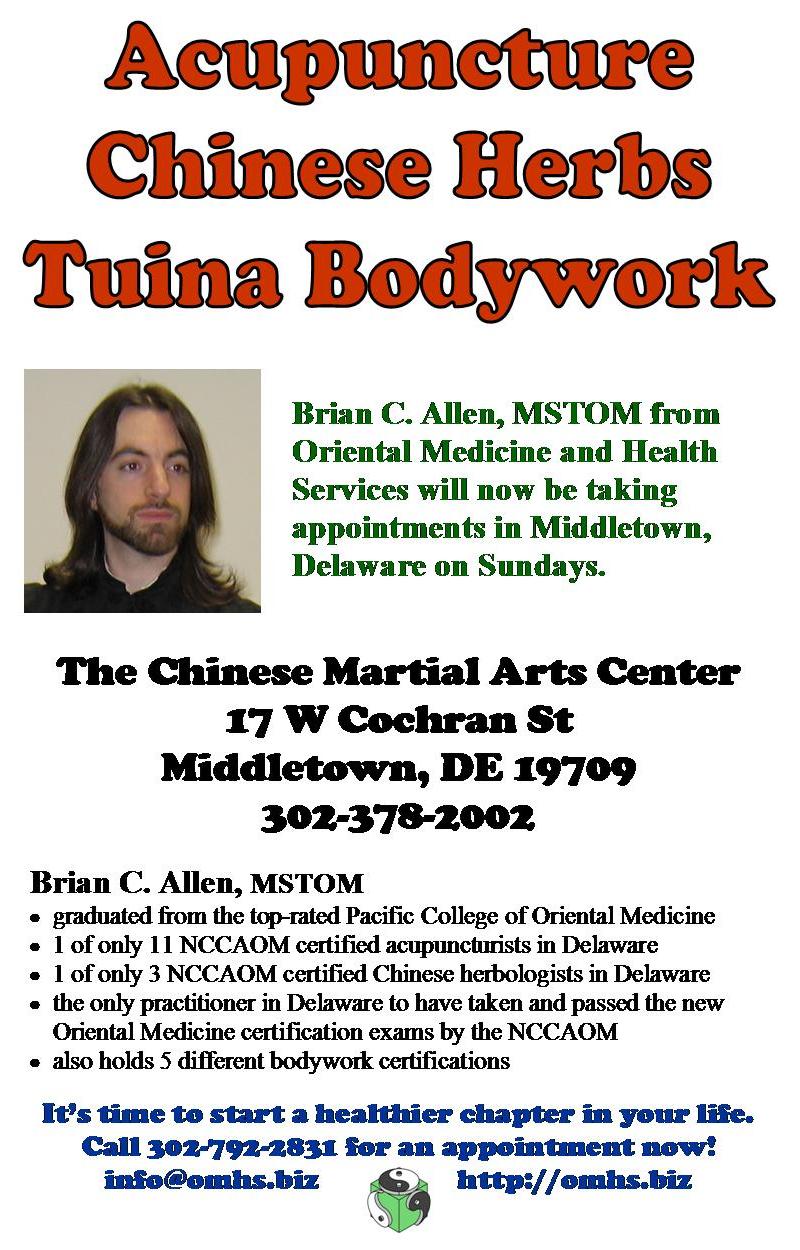 Acupuncture
Chinese Herbs
Tuina Bodywork
Brian C. Allen, MSTOM from
Oriental Medicine and Health
Services will now be taking
appointments in Middletown,
Delaware on Sundays.
The Chinese Martial Arts Center
17 W Cochran St
Middletown, DE 19709
302-378-2002
Brian C. Allen, MSTOM
• graduated from the top-rated Pacific College of Oriental Medicine
• 1 of only 11 NCCAOM certified acupuncturists in Delaware
• 1 of only 3 NCCAOM certified Chinese herbologists in Delaware
• the only practitioner in Delaware to have taken and passed the new
Oriental Medicine certification exams by the NCCAOM
• also holds 5 different bodywork certifications
It's time to start a healthier chapter in your life.
Call 302-792-2831 for an appointment now!
info@omhs.biz http://omhs.biz